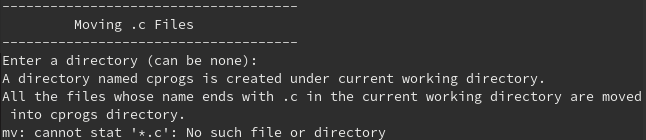 -------------------------------------
Moving .c Files
-------------------------------------
Enter a directory (can be none):
A directory named cprogs is created under current working directory.
All the files whose name ends with .c in the current working directory are moved
into cprogs directory.
mv: cannot stat '*.c': No such file or directory